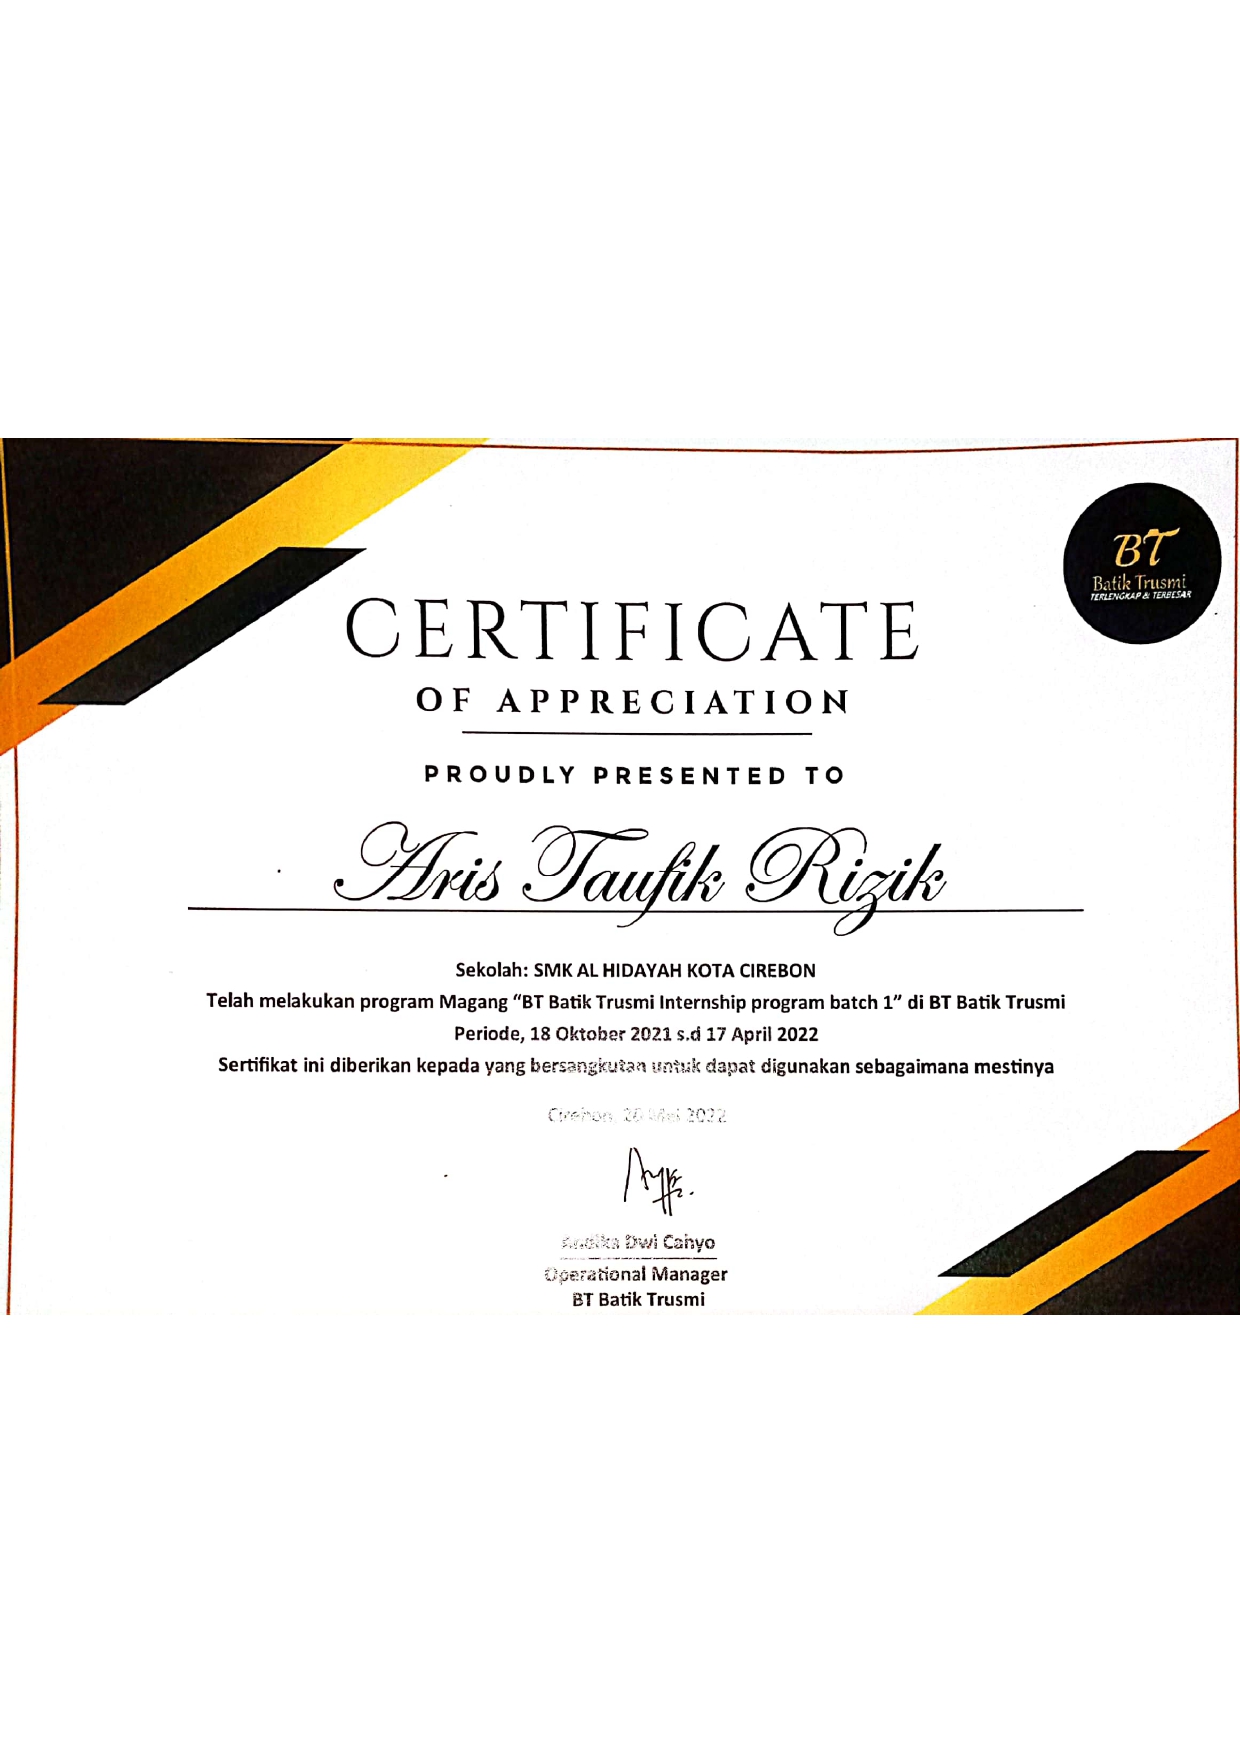 BT
Batik Trusmi
TERLENGKAP & TERBESAR
CERTIFICATE
OF APPRECIATION
PROUDLY PRESENTED TO
Aris Taufik Rizik
Sekolah: SMK AL HIDAYAH KOTA CIREBON
Telah melakukan program Magang “BT Batik Trusmi Internship program batch 1” di BT Batik Trusmi
Periode, 18 Oktober 2021 s.d 17 April 2022
Sertifikat ini diberikan kepada yang bersangkutan untuk dapat digunakan sebagaimana mestinya
Cirebon, Mei 2022
Dwi Cahyo
Operational Manager
BT Batik Trusmi